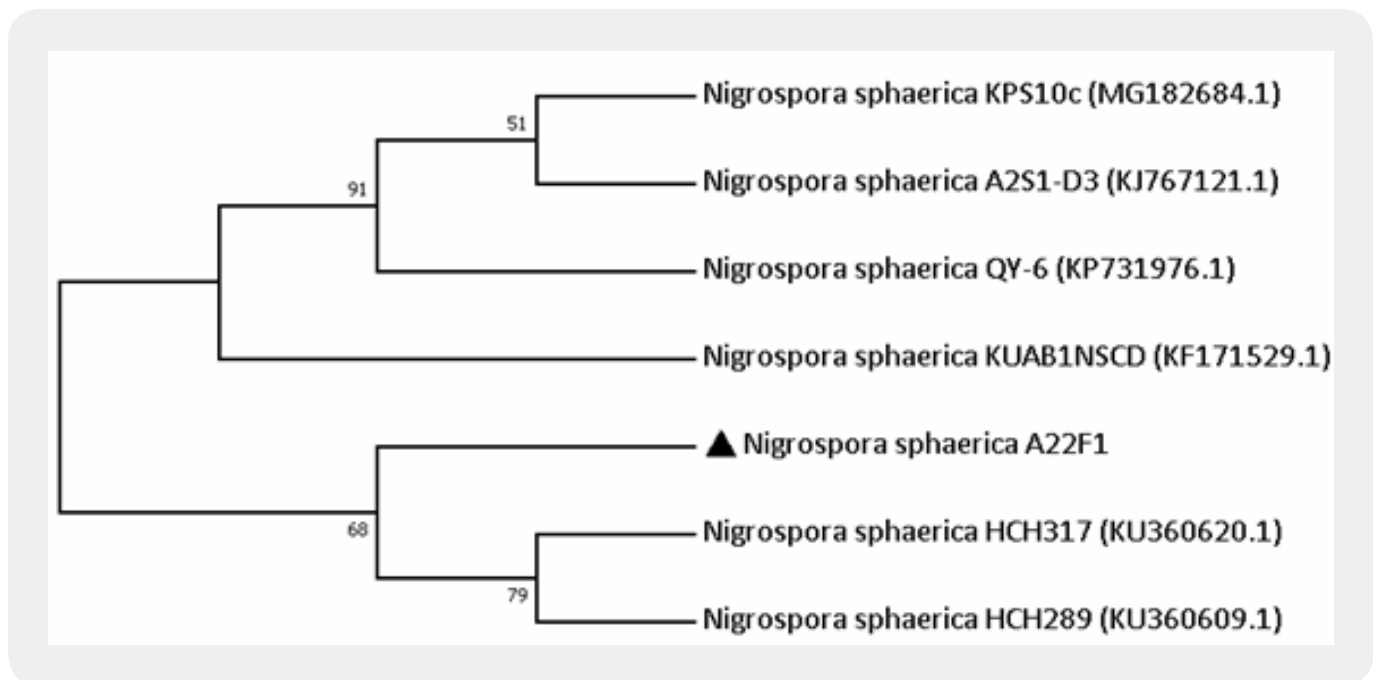 Nigrospora sphaerica KPS10c (MG182684.1)
51
Nigrospora sphaerica A2S1-D3 (KJ767121.1)
91
Nigrospora sphaerica QY-6 (KP731976.1)
Nigrospora sphaerica KUAB1NSCD (KF171529.1)
▲ Nigrospora sphaerica A22F1
68
Nigrospora sphaerica HCH317 (KU360620.1)
79
Nigrospora sphaerica HCH289 (KU360609.1)